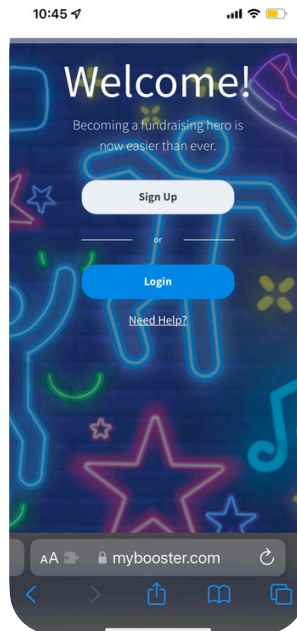 10:45
Welcome!
Becoming a fundraising hero is
now easier than ever.
Sign Up
or
Login
Need Help?
AA mybooster.com